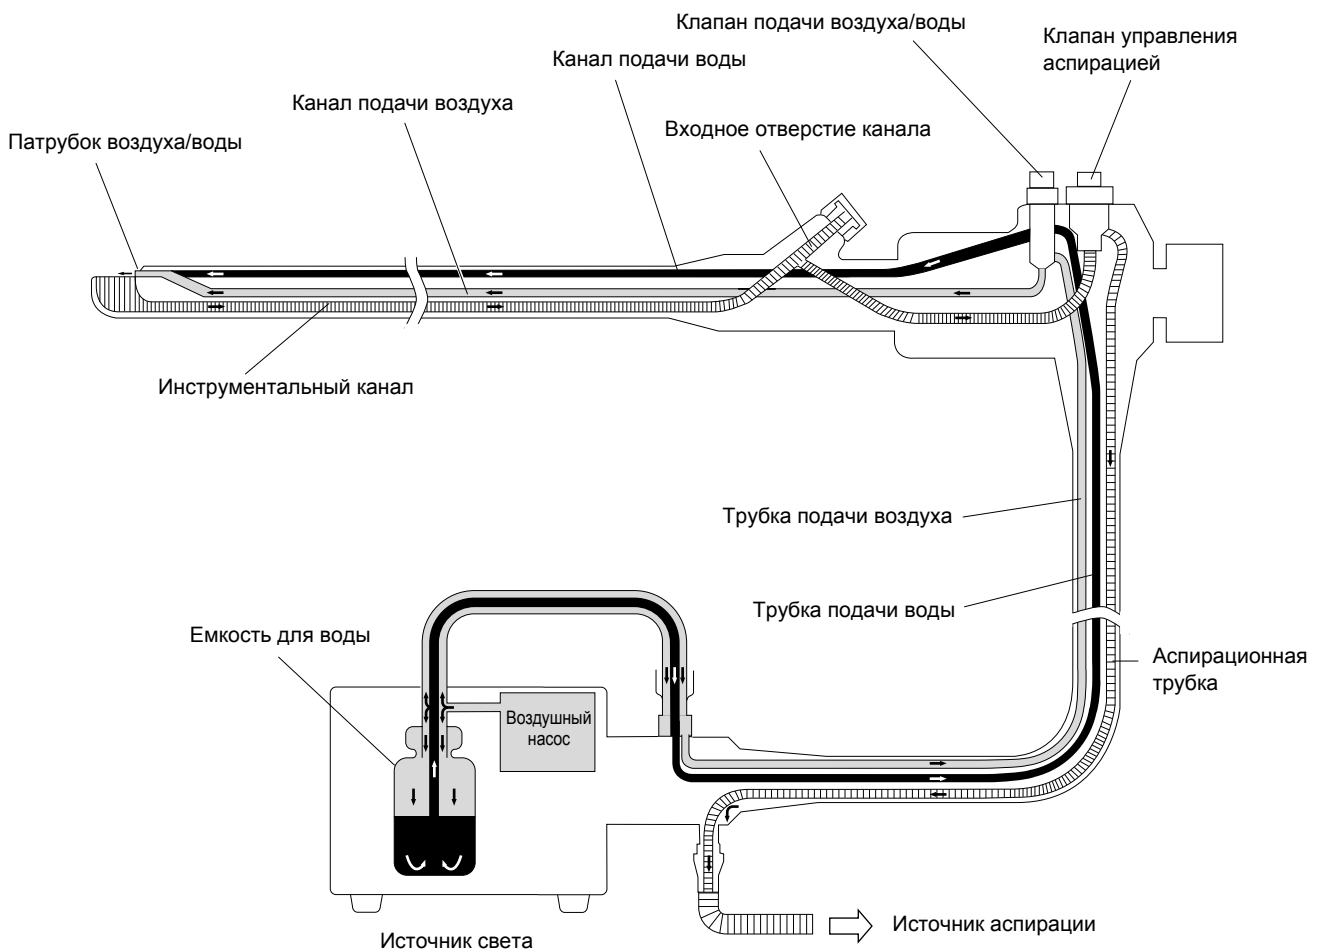 Клапан подачи воздуха/воды
Клапан управления
аспирацией
Канал подачи воды
Канал подачи воздуха
Входное отверстие канала
Патрубок воздуха/воды
Инструментальный канал
Трубка подачи воздуха
Трубка подачи воды
Емкость для воды
Аспирационная
трубка
Воздушный
насос
Источник аспирации
Источник света